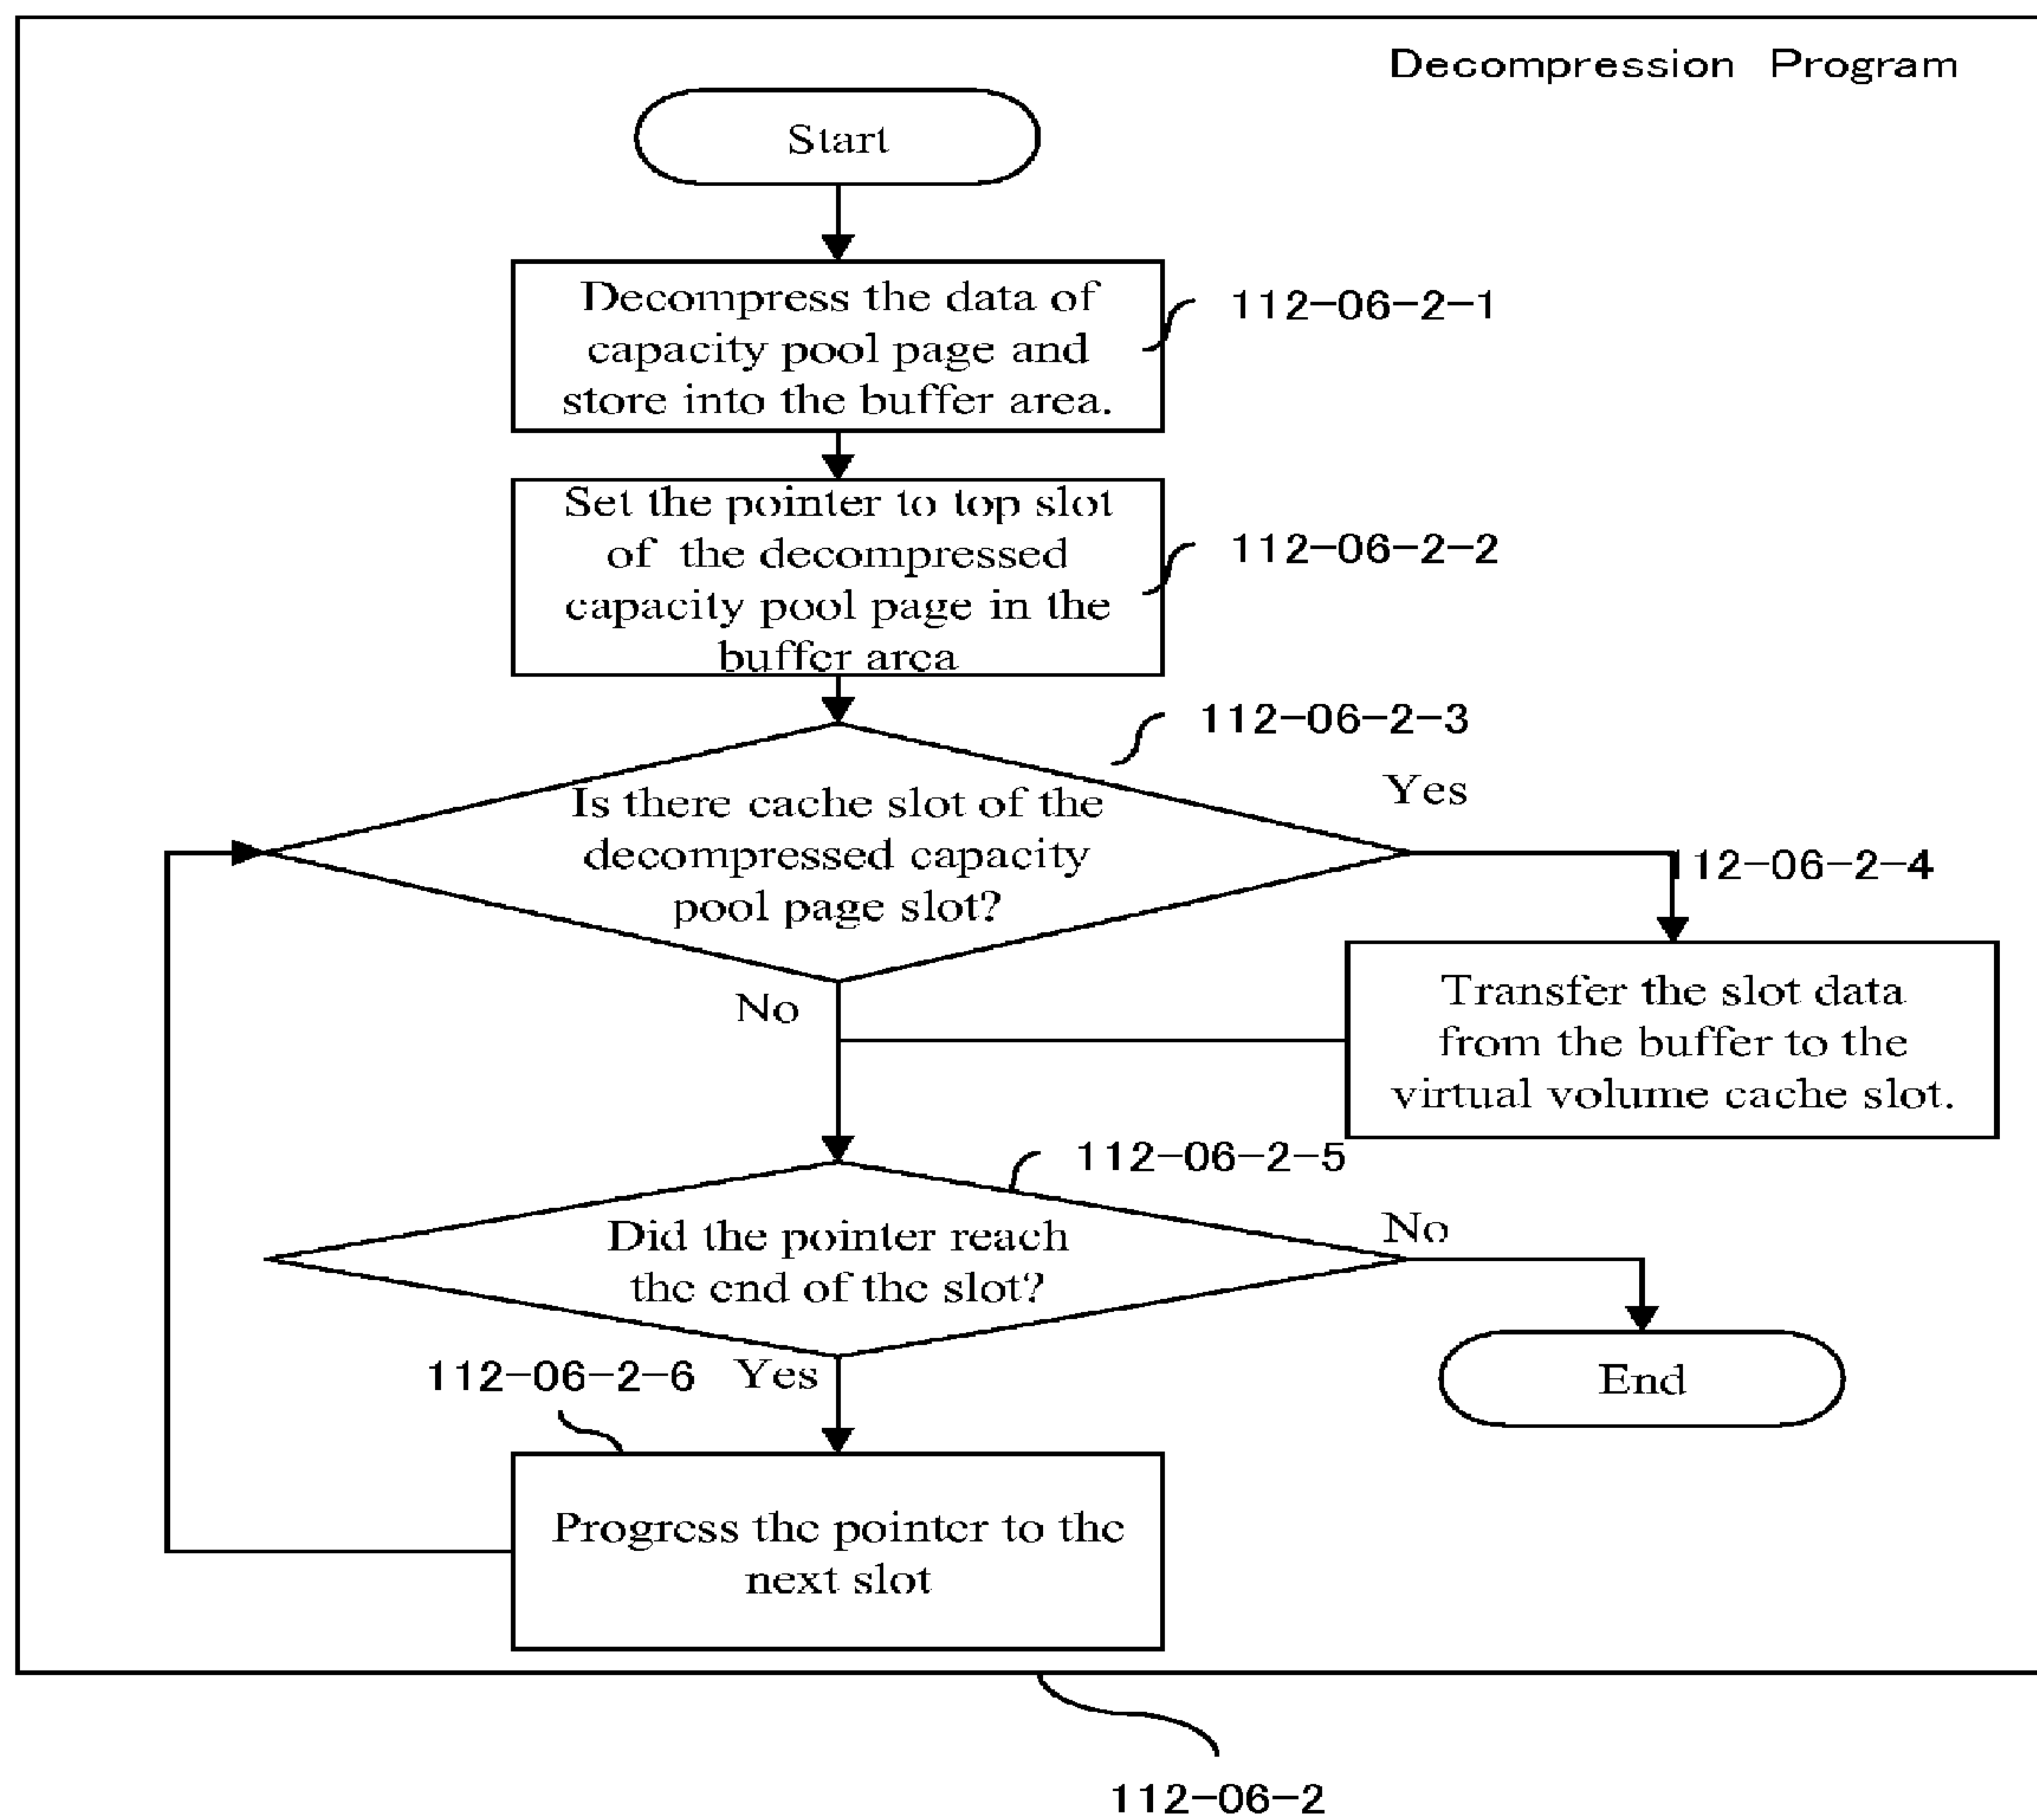 Decompression Program
Start
Decompress the data of
capacity pool page and
store into the buffer area.
112-06-2-1
Set the pointer to top slot
of the decompressed
capacity pool page in the
buffer area
112-06-2-2
112-06-2-3
Yes
Is there cache slot of the
decompressed capacity
pool page slot?
112-06-2-4
No
Transfer the slot data
from the buffer to the
virtual volume cache slot.
112-06-2-5
Did the pointer reach
the end of the slot?
No
End
112-06-2-6
Yes
Progress the pointer to the
next slot
112-06-2